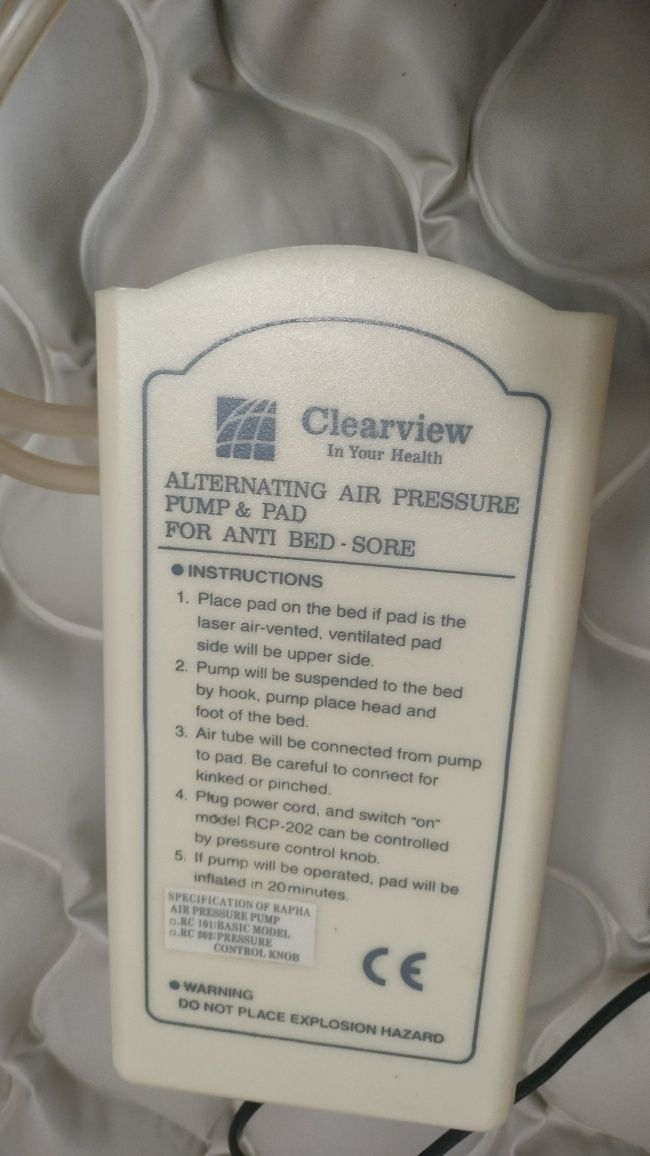 Clearview
In Your Health
ALTERNATING AIR PRESSURE
PUMP & PAD
FOR ANTI BED - SORE
● INSTRUCTIONS
1. Place pad on the bed if pad is the
laser air-vented, ventilated pad
side will be upper side.
2. Pump will be suspended to the bed
by hook, pump place head and
foot of the bed.
3. Air tube will be connected from pump
to pad. Be careful to connect for
kinked or pinched.
4. Plug power cord, and switch "on"
model RCP-202 can be controlled
by pressure control knob.
5. If pump will be operated, pad will be
inflated in 20 minutes.
SPECIFICATION OF RAPHA
AIR PRESSURE PUMP
□.RC 101:BASIC MODEL
□.RC 202:PRESSURE
CONTROL KNOB
CE
● WARNING
DO NOT PLACE EXPLOSION HAZARD